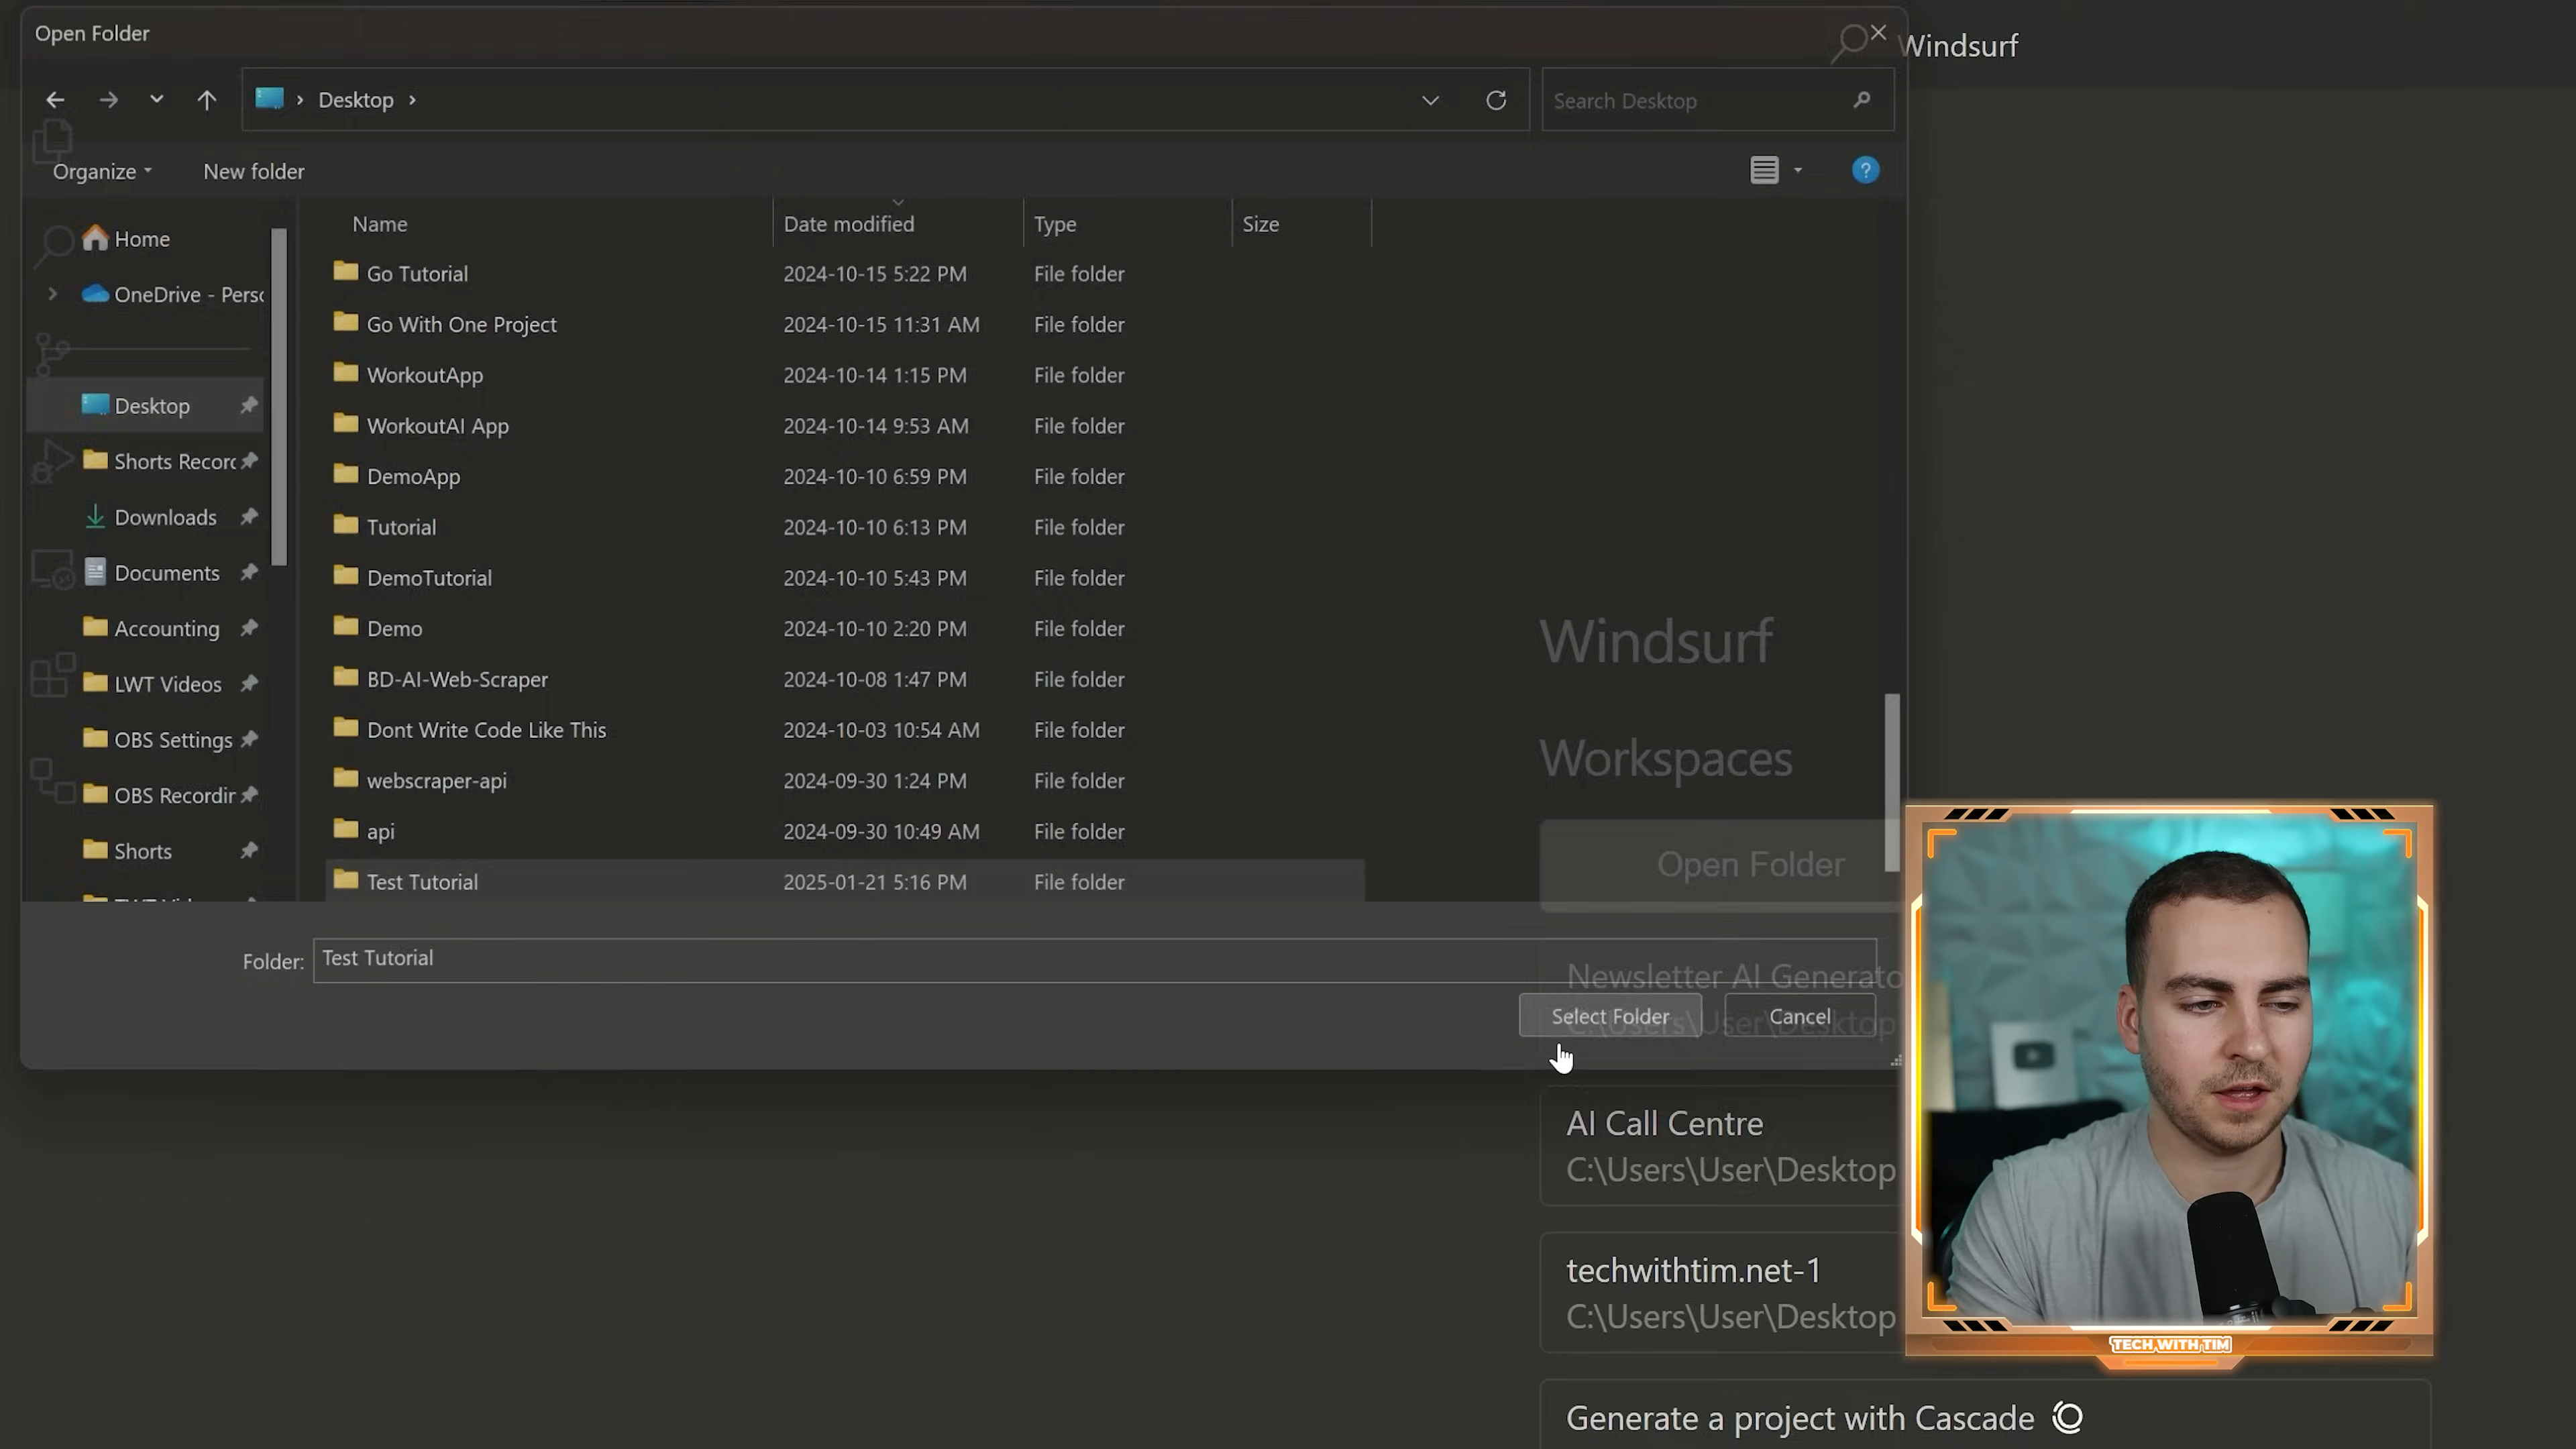 Open Folder
Windsurf
Desktop
Search Desktop
Organize
New folder
Name
Date modified
Type
Size
Home
OneDrive - Perso
Desktop
Shorts Record
Downloads
Documents
Accounting
LWT Videos
OBS Settings
OBS Recordin
Shorts
Go Tutorial 2024-10-15 5:22 PM File folder
Go With One Project 2024-10-15 11:31 AM File folder
WorkoutApp 2024-10-14 1:15 PM File folder
WorkoutAI App 2024-10-14 9:53 AM File folder
DemoApp 2024-10-10 6:59 PM File folder
Tutorial 2024-10-10 6:13 PM File folder
DemoTutorial 2024-10-10 5:43 PM File folder
Demo 2024-10-10 2:20 PM File folder
BD-AI-Web-Scraper 2024-10-08 1:47 PM File folder
Dont Write Code Like This 2024-10-03 10:54 AM File folder
webscraper-api 2024-09-30 1:24 PM File folder
api 2024-09-30 10:49 AM File folder
Test Tutorial 2025-01-21 5:16 PM File folder
Folder: Test Tutorial
Select Folder
Cancel
Windsurf
Workspaces
Open Folder
Newsletter AI Generato
C:\Users\User\Desktop
AI Call Centre
C:\Users\User\Desktop
techwithtim.net-1
C:\Users\User\Desktop
Generate a project with Cascade
TECH WITH TIM